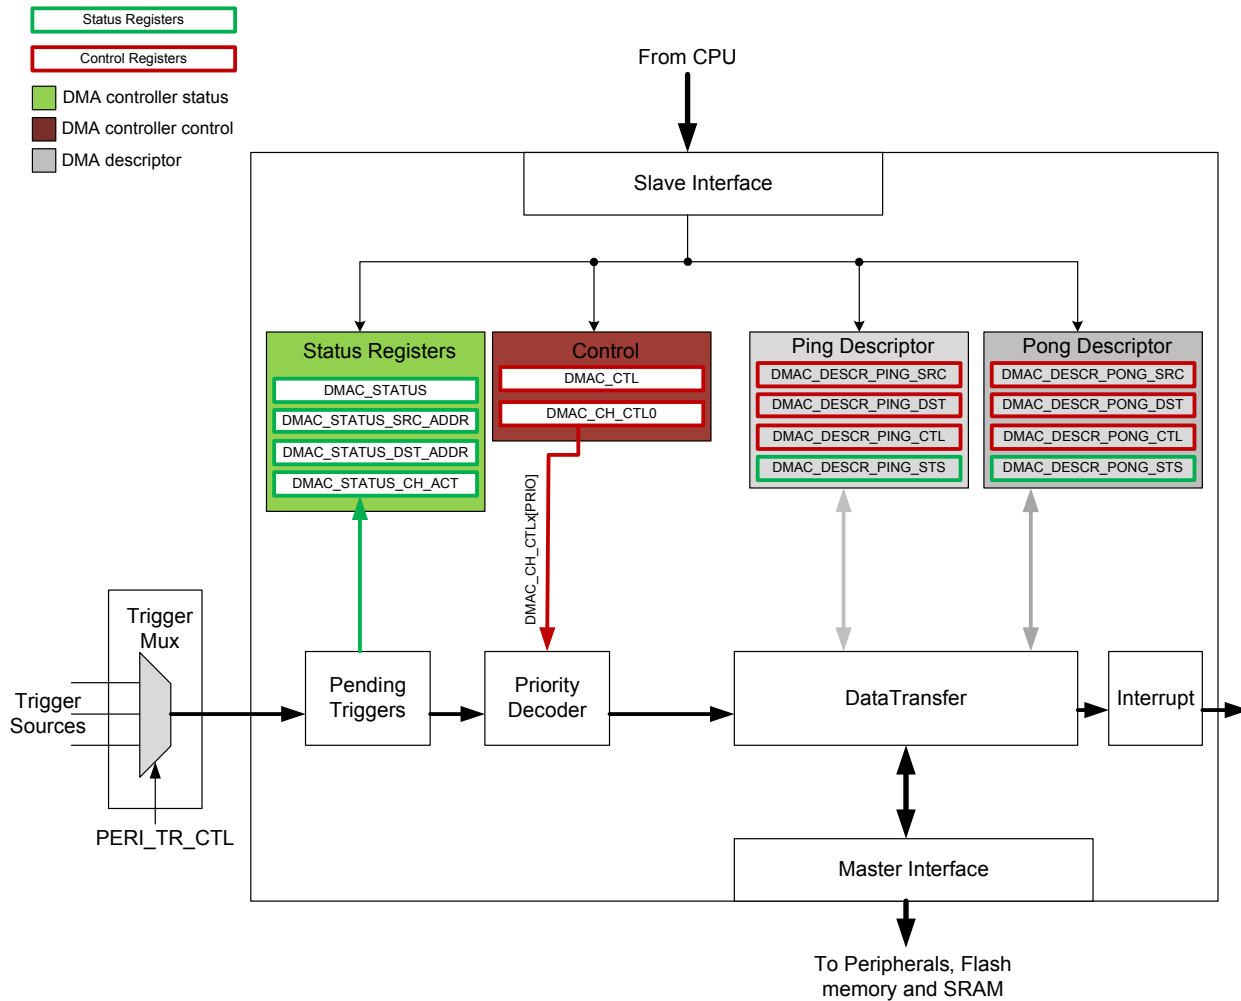 Status Registers
Control Registers
DMA controller status
DMA controller control
DMA descriptor
From CPU
Slave Interface
Status Registers
DMAC_STATUS
DMAC_STATUS_SRC_ADDR
DMAC_STATUS_DST_ADDR
DMAC_STATUS_CH_ACT
Control
DMAC_CTL
DMAC_CH_CTL0
Ping Descriptor
DMAC_DESCR_PING_SRC
DMAC_DESCR_PING_DST
DMAC_DESCR_PING_CTL
DMAC_DESCR_PING_STS
Pong Descriptor
DMAC_DESCR_PONG_SRC
DMAC_DESCR_PONG_DST
DMAC_DESCR_PONG_CTL
DMAC_DESCR_PONG_STS
DMAC_CH_CTLx[PRIO]
Trigger
Mux
Trigger
Sources
PERI_TR_CTL
Pending
Triggers
Priority
Decoder
DataTransfer
Interrupt
Master Interface
To Peripherals, Flash
memory and SRAM